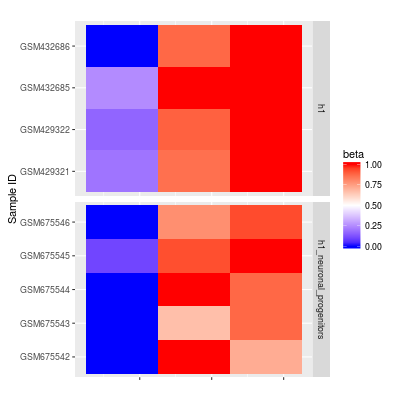 Sample ID
GSM432686
GSM432685
GSM429322
GSM429321
h1
GSM675546
GSM675545
GSM675544
GSM675543
GSM675542
h1_neuronal_progenitors
beta
1.00
0.75
0.50
0.25
0.00